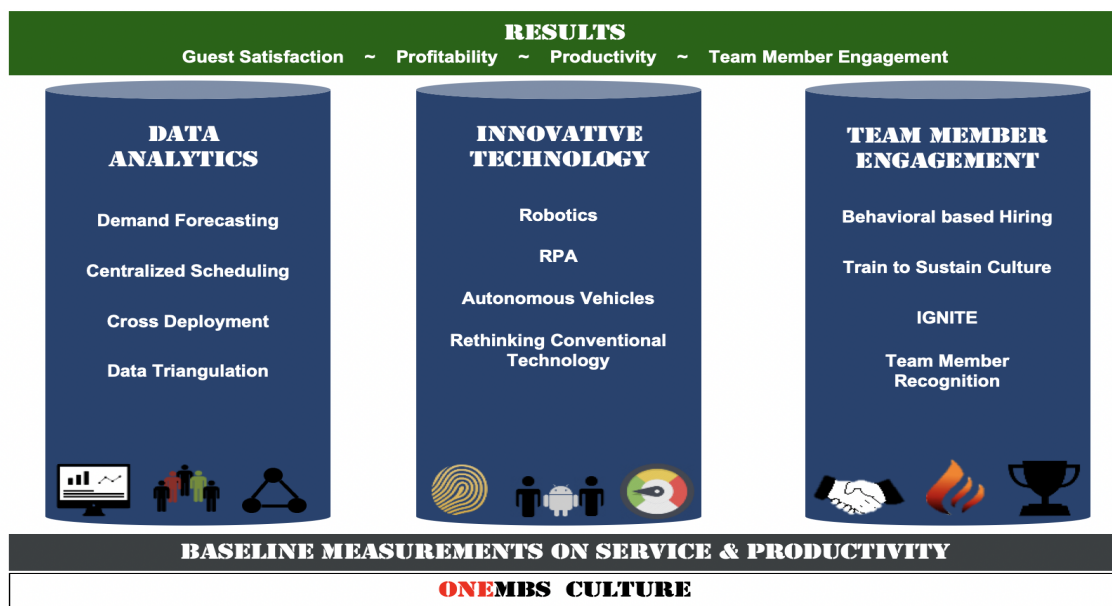 RESULTS
Guest Satisfaction ~ Profitability ~ Productivity ~ Team Member Engagement
DATA
ANALYTICS
Demand Forecasting
Centralized Scheduling
Cross Deployment
Data Triangulation
INNOVATIVE
TECHNOLOGY
Robotics
RPA
Autonomous Vehicles
Rethinking Conventional
Technology
TEAM MEMBER
ENGAGEMENT
Behavioral based Hiring
Train to Sustain Culture
IGNITE
Team Member
Recognition
BASELINE MEASUREMENTS ON SERVICE & PRODUCTIVITY
ONEMBS CULTURE